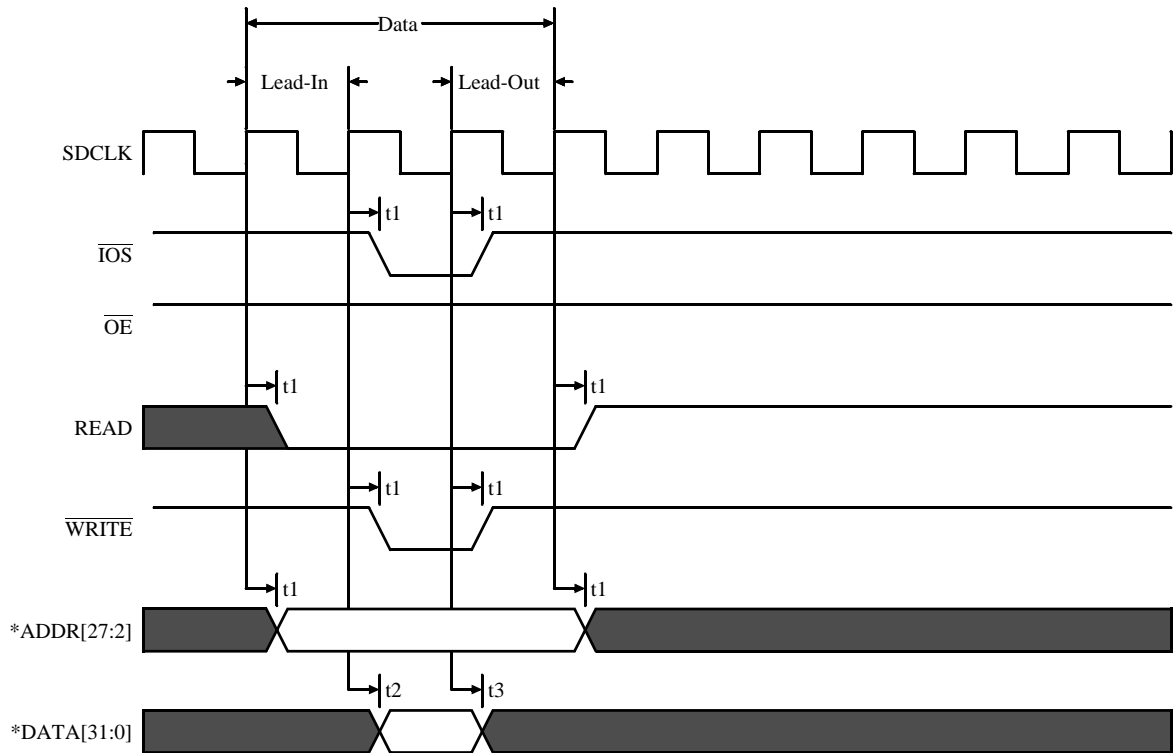 Data
Lead-In
Lead-Out
SDCLK
t1
t1
IOS
OE
t1
t1
READ
t1
t1
WRITE
t1
t1
*ADDR[27:2]
t2
t3
*DATA[31:0]